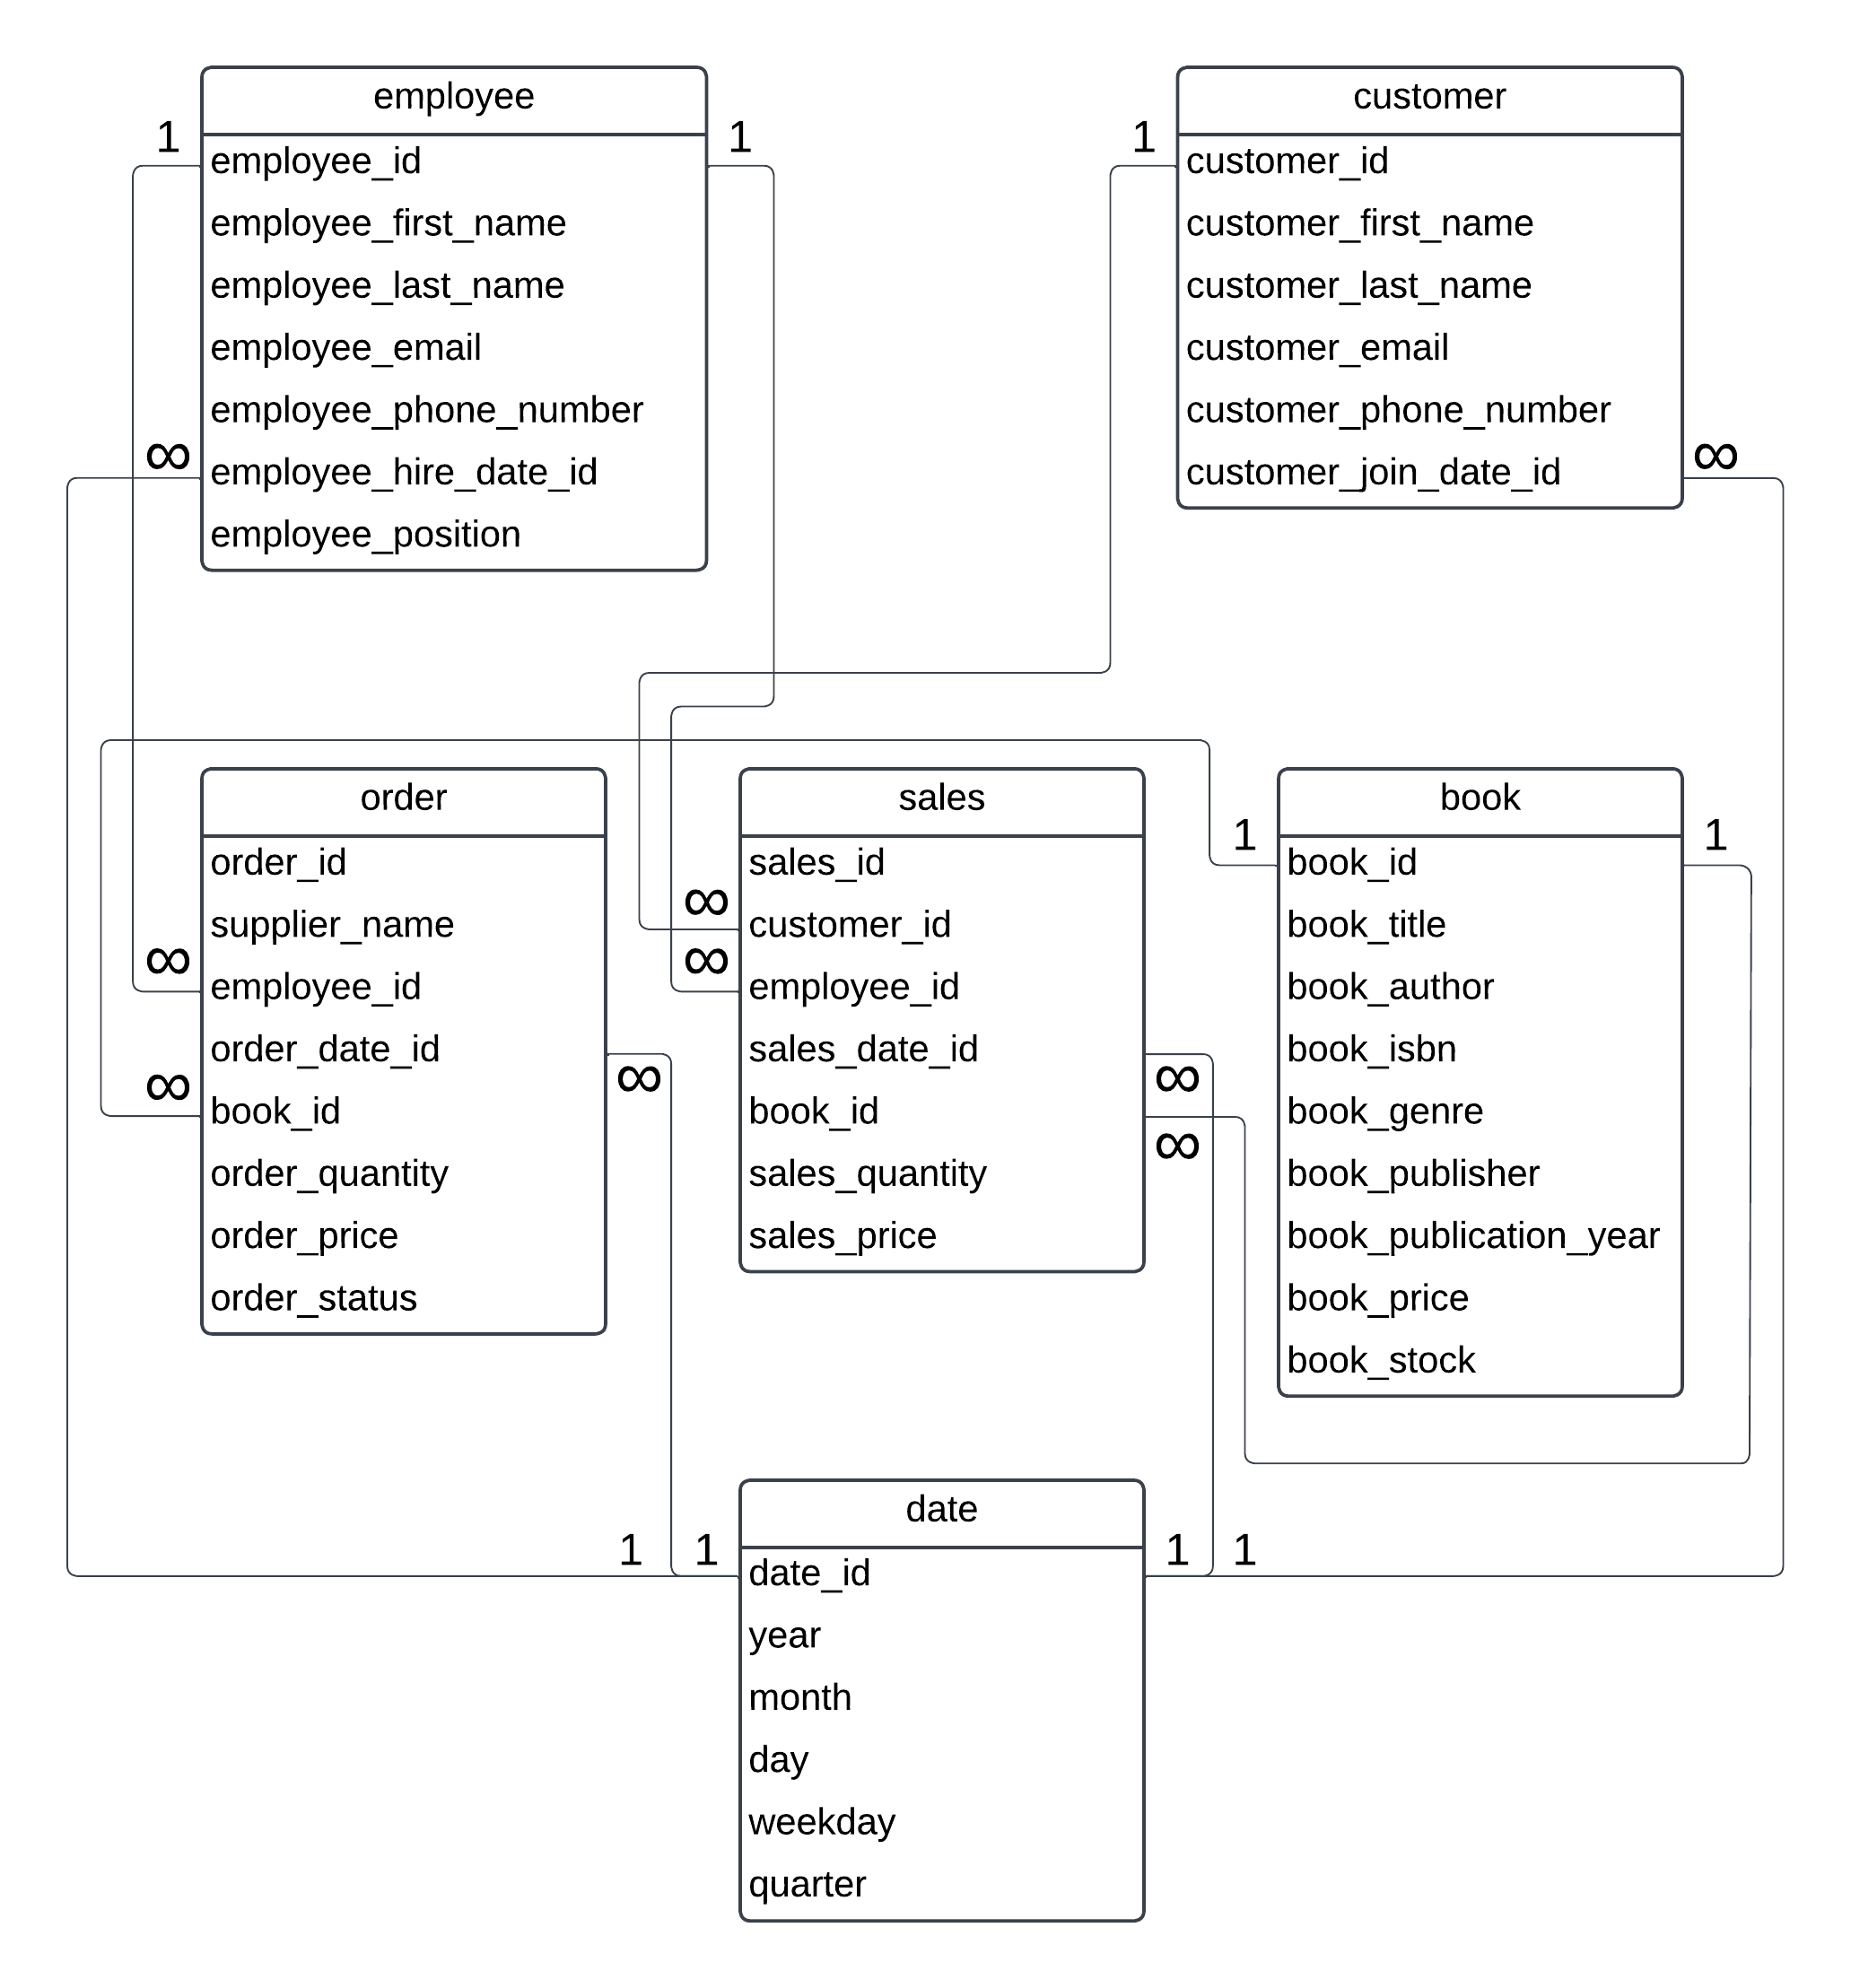 employee
1
1
employee_id
employee_first_name
employee_last_name
employee_email
employee_phone_number
∞
employee_hire_date_id
employee_position
customer
1
customer_id
customer_first_name
customer_last_name
customer_email
customer_phone_number
customer_join_date_id
∞
order
order_id
supplier_name
∞
employee_id
order_date_id
∞
∞
book_id
order_quantity
order_price
order_status
sales
sales_id
∞
customer_id
∞
employee_id
sales_date_id
∞
book_id
∞
sales_quantity
sales_price
book
1
1
book_id
book_title
book_author
book_isbn
book_genre
book_publisher
book_publication_year
book_price
book_stock
date
1 1
1 1
date_id
year
month
day
weekday
quarter